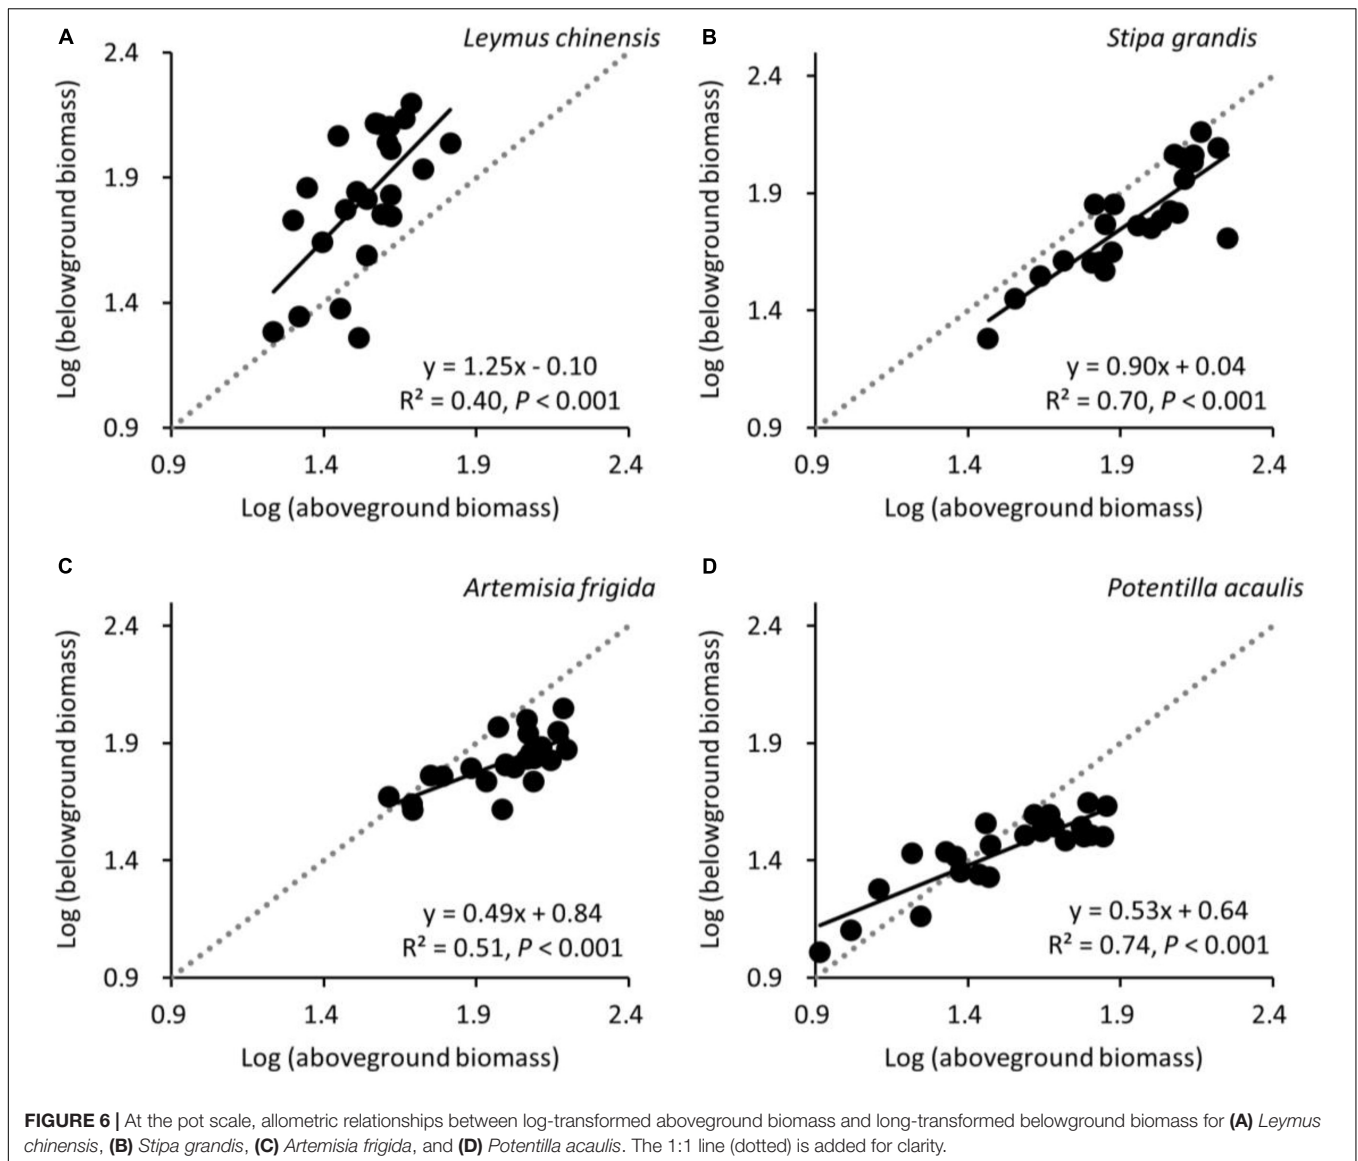 A
Leymus chinensis
2.4
1.9
1.4
0.9
Log (belowground biomass)
y = 1.25x - 0.10
R² = 0.40, P < 0.001
0.9 1.4 1.9 2.4
Log (aboveground biomass)
B
Stipa grandis
2.4
1.9
1.4
0.9
Log (belowground biomass)
y = 0.90x + 0.04
R² = 0.70, P < 0.001
0.9 1.4 1.9 2.4
Log (aboveground biomass)
C
Artemisia frigida
2.4
1.9
1.4
0.9
Log (belowground biomass)
y = 0.49x + 0.84
R² = 0.51, P < 0.001
0.9 1.4 1.9 2.4
Log (aboveground biomass)
D
Potentilla acaulis
2.4
1.9
1.4
0.9
Log (belowground biomass)
y = 0.53x + 0.64
R² = 0.74, P < 0.001
0.9 1.4 1.9 2.4
Log (aboveground biomass)
FIGURE 6 | At the pot scale, allometric relationships between log-transformed aboveground biomass and long-transformed belowground biomass for (A) Leymus
chinensis, (B) Stipa grandis, (C) Artemisia frigida, and (D) Potentilla acaulis. The 1:1 line (dotted) is added for clarity.